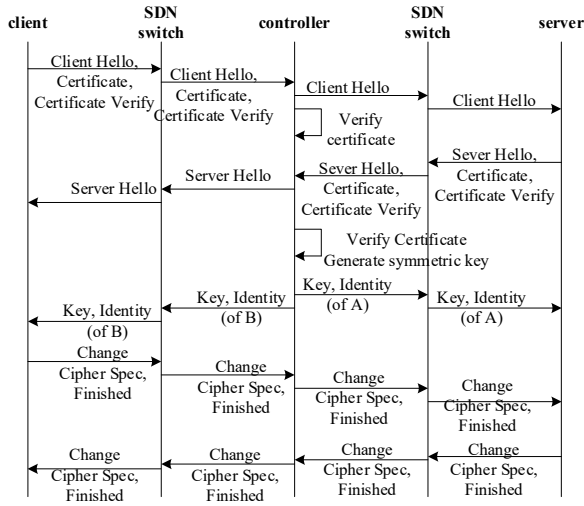 client
SDN
switch
controller
SDN
switch
server
Client Hello,
Certificate,
Certificate Verify
Client Hello,
Certificate,
Certificate Verify
Client Hello
Client Hello
Verify
certificate
Sever Hello,
Certificate,
Certificate Verify
Sever Hello,
Certificate,
Certificate Verify
Server Hello
Server Hello
Verify Certificate
Generate symmetric key
Key, Identity
(of A)
Key, Identity
(of A)
Key, Identity
(of B)
Key, Identity
(of B)
Change
Cipher Spec,
Finished
Change
Cipher Spec,
Finished
Change
Cipher Spec,
Finished
Change
Cipher Spec,
Finished
Change
Cipher Spec,
Finished
Change
Cipher Spec,
Finished
Change
Cipher Spec,
Finished
Change
Cipher Spec,
Finished